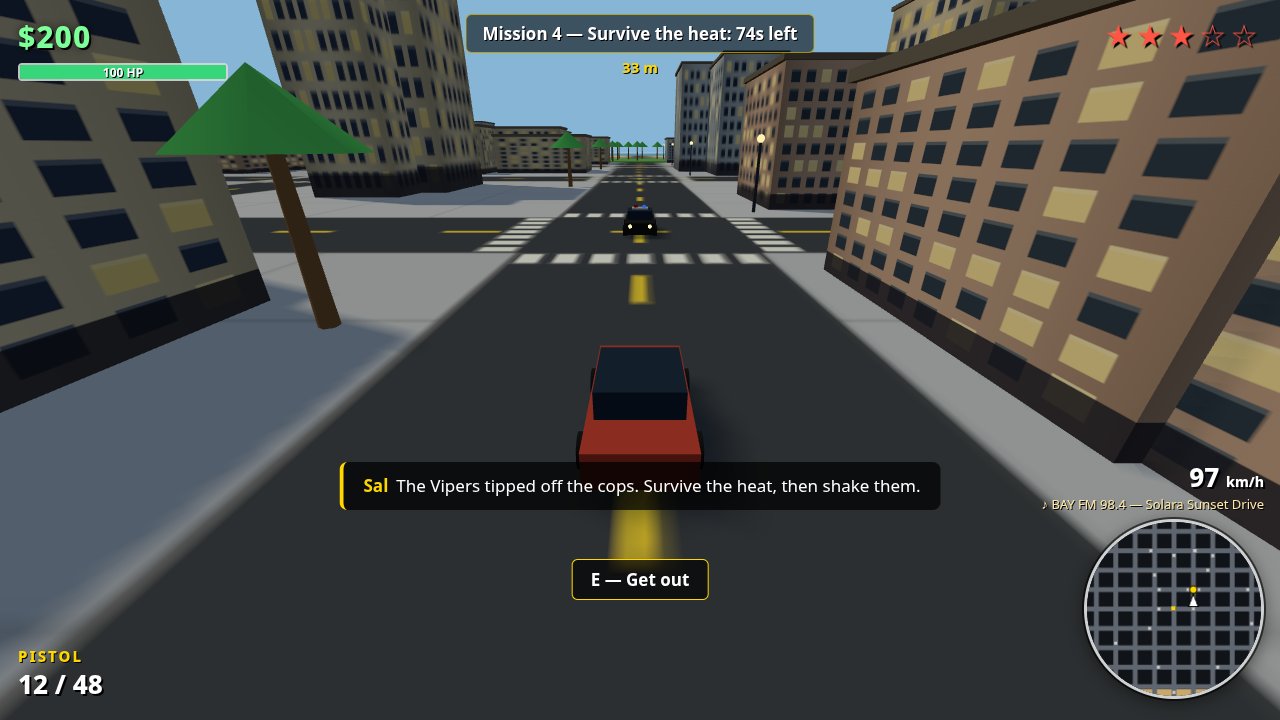 $200
100 HP
Mission 4 — Survive the heat: 74s left
33 m
Sal The Vipers tipped off the cops. Survive the heat, then shake them.
E — Get out
97 km/h
♪ BAY FM 98.4 — Solara Sunset Drive
PISTOL
12 / 48